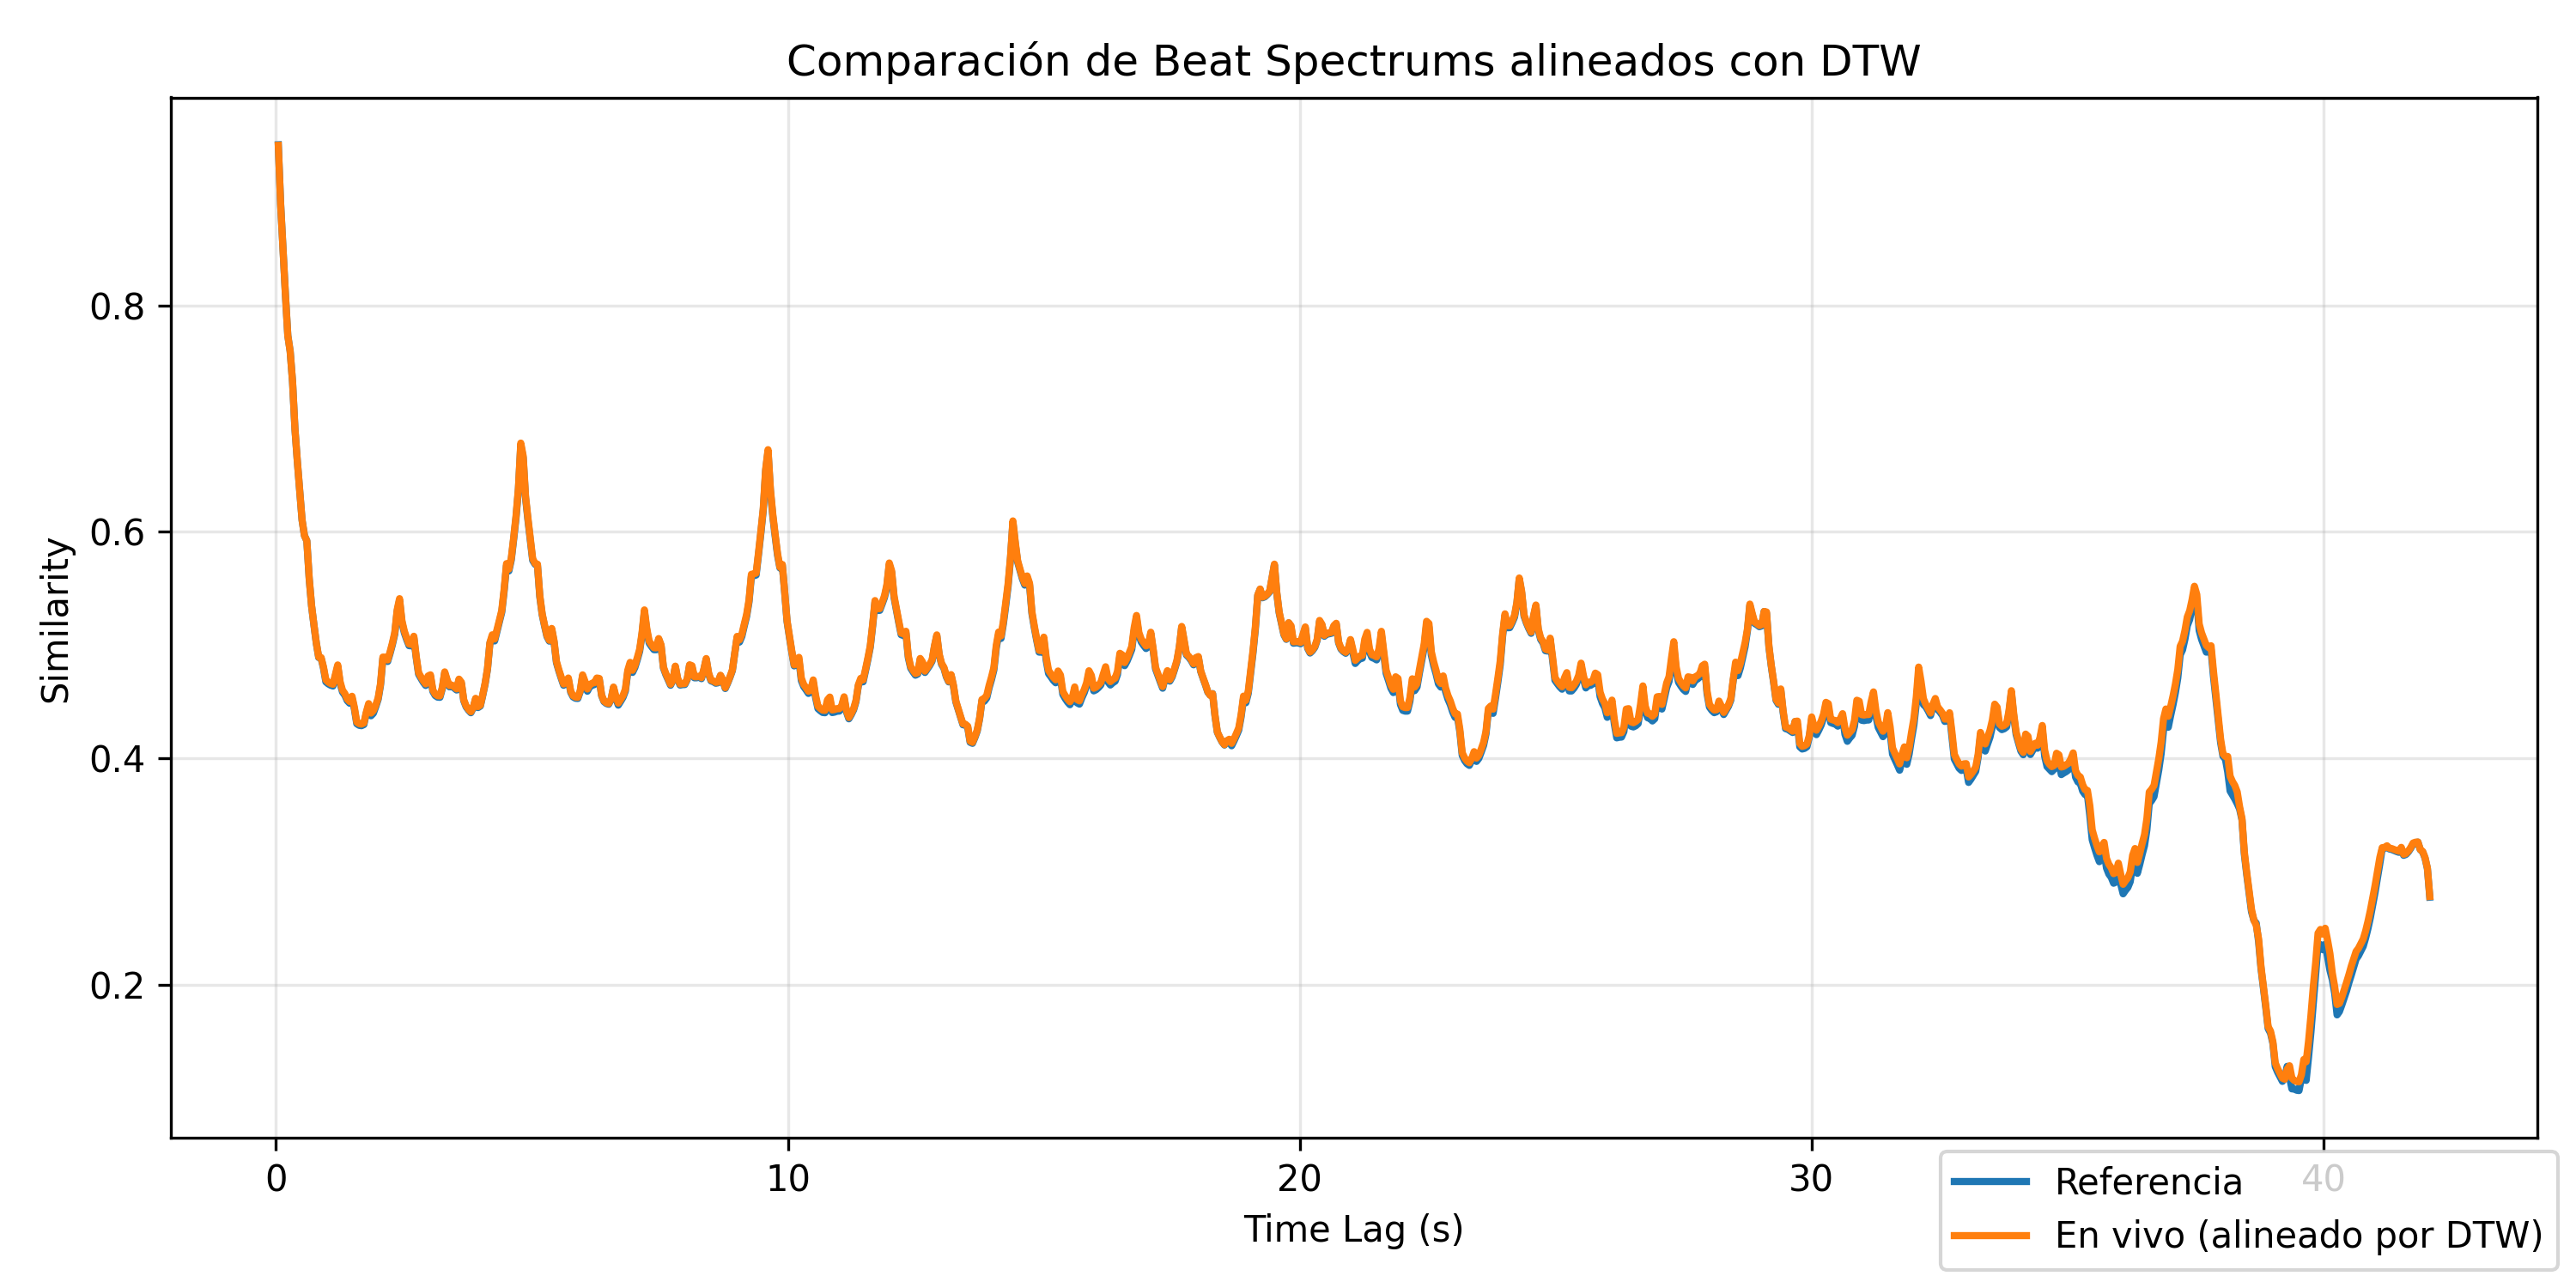 Comparación de Beat Spectrums alineados con DTW
Similarity
0.8
0.6
0.4
0.2
0 10 20 30 40
Time Lag (s)
Referencia
En vivo (alineado por DTW)